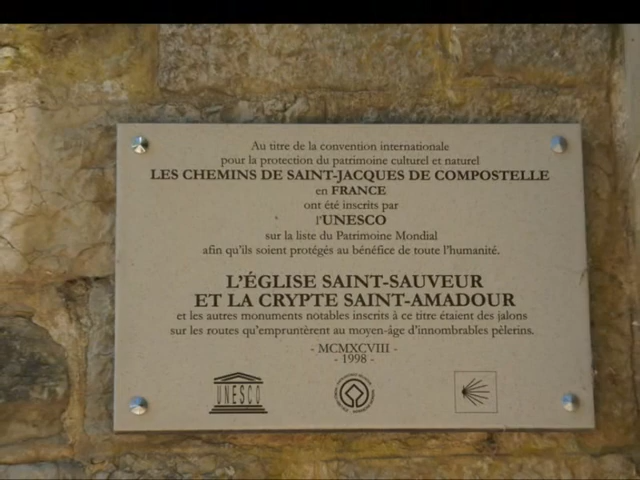 Au titre de la convention internationale
pour la protection du patrimoine culturel et naturel
LES CHEMINS DE SAINT-JACQUES DE COMPOSTELLE
en FRANCE
ont été inscrits par
l'UNESCO
sur la liste du Patrimoine Mondial
afin qu'ils soient protégés au bénéfice de toute l'humanité.
L'ÉGLISE SAINT-SAUVEUR
ET LA CRYPTE SAINT-AMADOUR
et les autres monuments notables inscrits à ce titre étaient des jalons
sur les routes qu'empruntèrent au moyen-âge d'innombrables pèlerins.
- MCMXCVIII -
- 1998 -
UNESCO